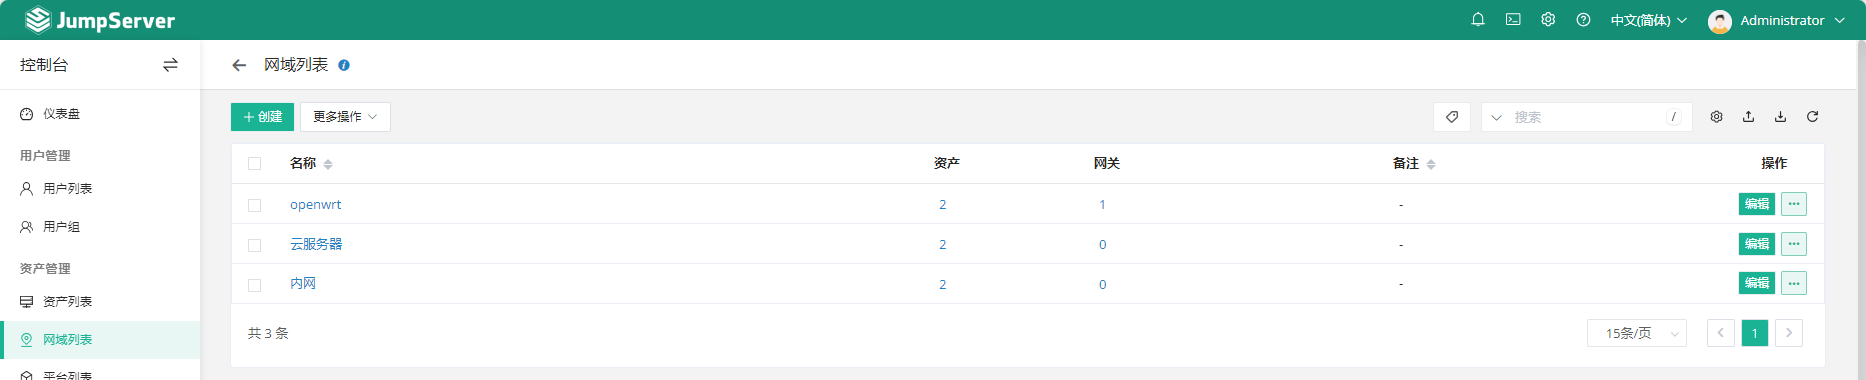 JumpServer
中文(简体)
Administrator
控制台
网域列表
仪表盘
用户管理
用户列表
用户组
资产管理
资产列表
网域列表
平台列表
创建
更多操作
搜索
/
名称 资产 网关 备注 操作
openwrt 2 1 - 编辑 ...
云服务器 2 0 - 编辑 ...
内网 2 0 - 编辑 ...
共 3 条
15条/页
1